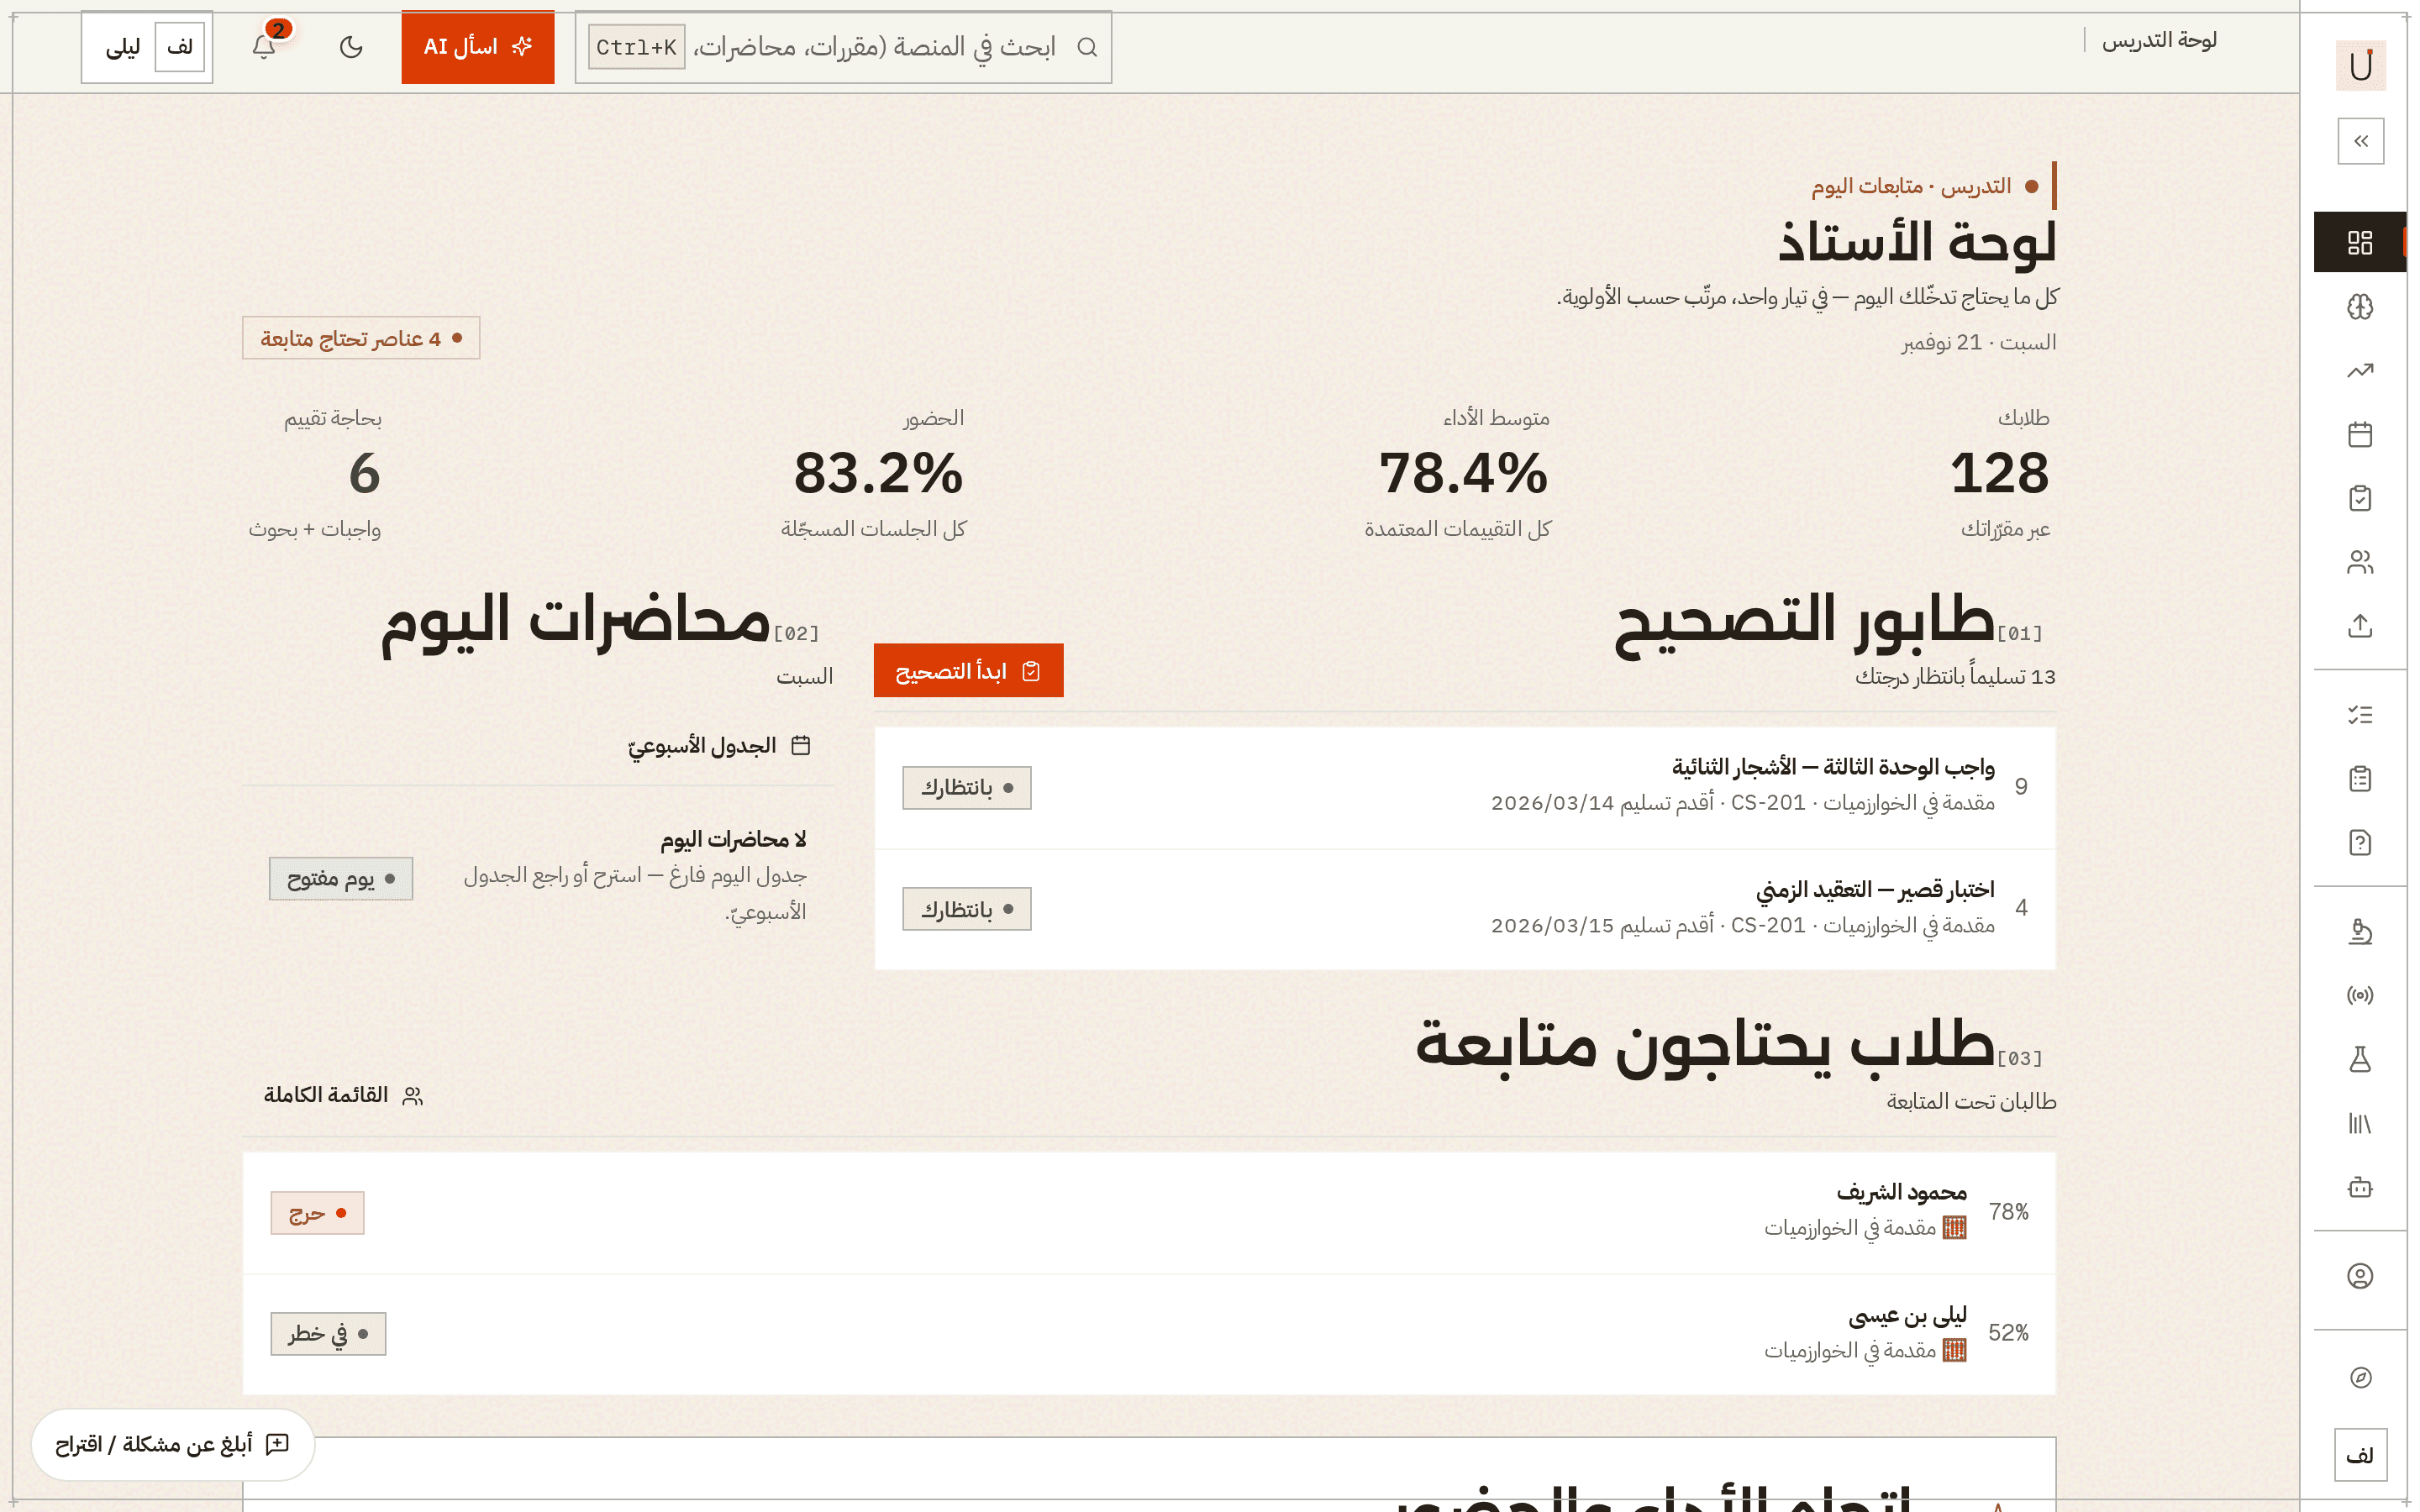 لوحة التدريس
ابحث في المنصة (مقررات، محاضرات،
Ctrl+K
اسأل AI
2
لف
ليلى
التدريس · متابعات اليوم
لوحة الأستاذ
كل ما يحتاج تدخّلك اليوم — في تيار واحد، مرتّب حسب الأولوية.
السبت · 21 نوفمبر
4 عناصر تحتاج متابعة
طلابك
128
عبر مقرّراتك
متوسط الأداء
78.4%
كل التقييمات المعتمدة
الحضور
83.2%
كل الجلسات المسجّلة
بحاجة تقييم
6
واجبات + بحوث
[01] طابور التصحيح
13 تسليماً بانتظار درجتك
ابدأ التصحيح
9
واجب الوحدة الثالثة — الأشجار الثنائية
مقدمة في الخوارزميات · CS-201 · أقدم تسليم 2026/03/14
بانتظارك
4
اختبار قصير — التعقيد الزمني
مقدمة في الخوارزميات · CS-201 · أقدم تسليم 2026/03/15
بانتظارك
[02] محاضرات اليوم
السبت
الجدول الأسبوعيّ
لا محاضرات اليوم
جدول اليوم فارغ — استرح أو راجع الجدول
الأسبوعيّ.
يوم مفتوح
[03] طلاب يحتاجون متابعة
طالبان تحت المتابعة
القائمة الكاملة
78%
محمود الشريف
🧮 مقدمة في الخوارزميات
حرج
52%
ليلى بن عيسى
🧮 مقدمة في الخوارزميات
في خطر
أبلغ عن مشكلة / اقتراح
لف